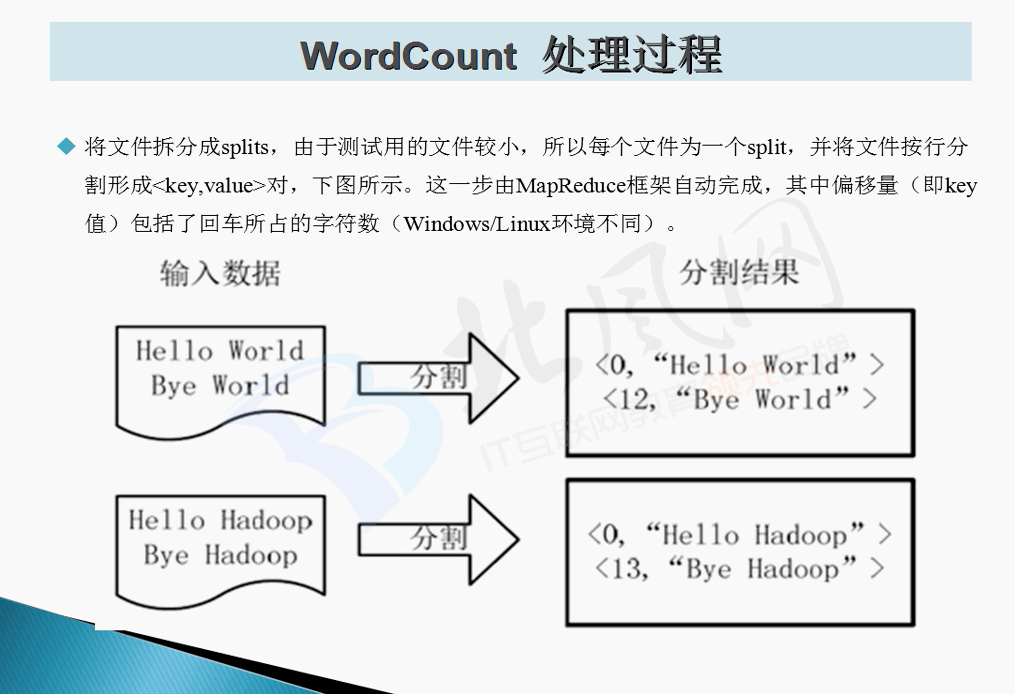 WordCount 处理过程
将文件拆分成splits，由于测试用的文件较小，所以每个文件为一个split，并将文件按行分
割形成<key,value>对，下图所示。这一步由MapReduce框架自动完成，其中偏移量（即key
值）包括了回车所占的字符数（Windows/Linux环境不同）。
输入数据
分割结果
Hello World
Bye World
分割
<0, “Hello World” >
<12, “Bye World” >
Hello Hadoop
Bye Hadoop
分割
<0, “Hello Hadoop” >
<13, “Bye Hadoop” >
北风网
IT互联网教育领先品牌